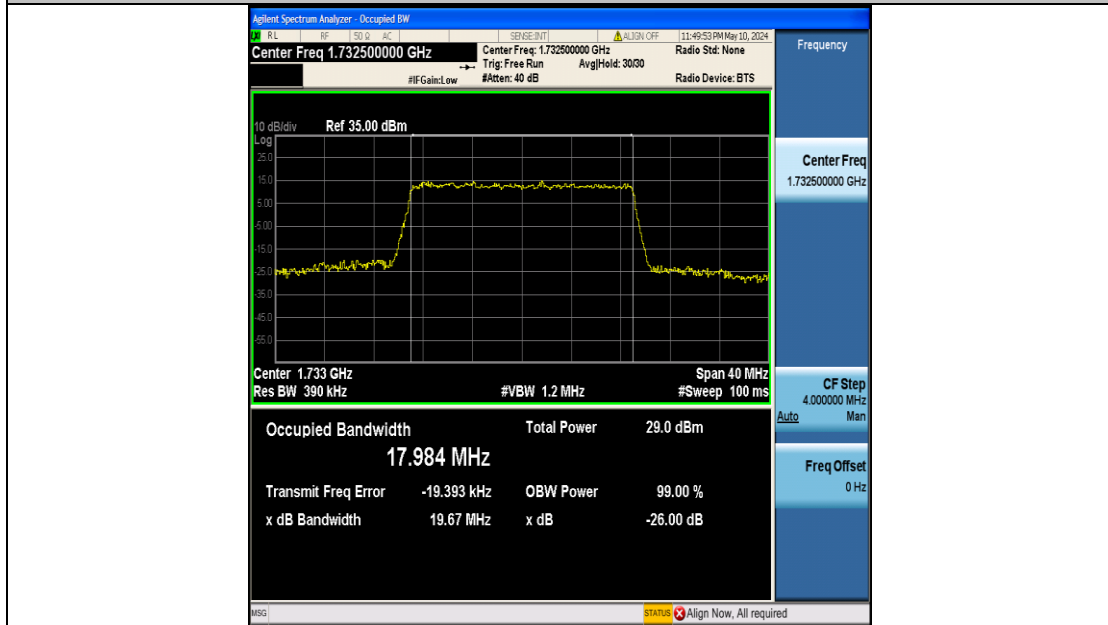 Agilent Spectrum Analyzer - Occupied BW
RL RF 50 Ω AC SENSE:INT ALIGN OFF 11:49:53 PM May 10, 2024
Center Freq 1.732500000 GHz
Center Freq: 1.732500000 GHz Radio Std: None
Trig: Free Run Avg|Hold: 30/30
#IFGain:Low #Atten: 40 dB Radio Device: BTS
10 dB/div Ref 35.00 dBm
Log
25.0
15.0
5.00
-5.00
-15.0
-25.0
-35.0
-45.0
-55.0
Center 1.733 GHz Span 40 MHz
Res BW 390 kHz #VBW 1.2 MHz #Sweep 100 ms
Occupied Bandwidth Total Power 29.0 dBm
17.984 MHz
Transmit Freq Error -19.393 kHz OBW Power 99.00 %
x dB Bandwidth 19.67 MHz x dB -26.00 dB
Frequency
Center Freq
1.732500000 GHz
CF Step
4.000000 MHz
Auto Man
Freq Offset
0 Hz
MSG STATUS Align Now, All required